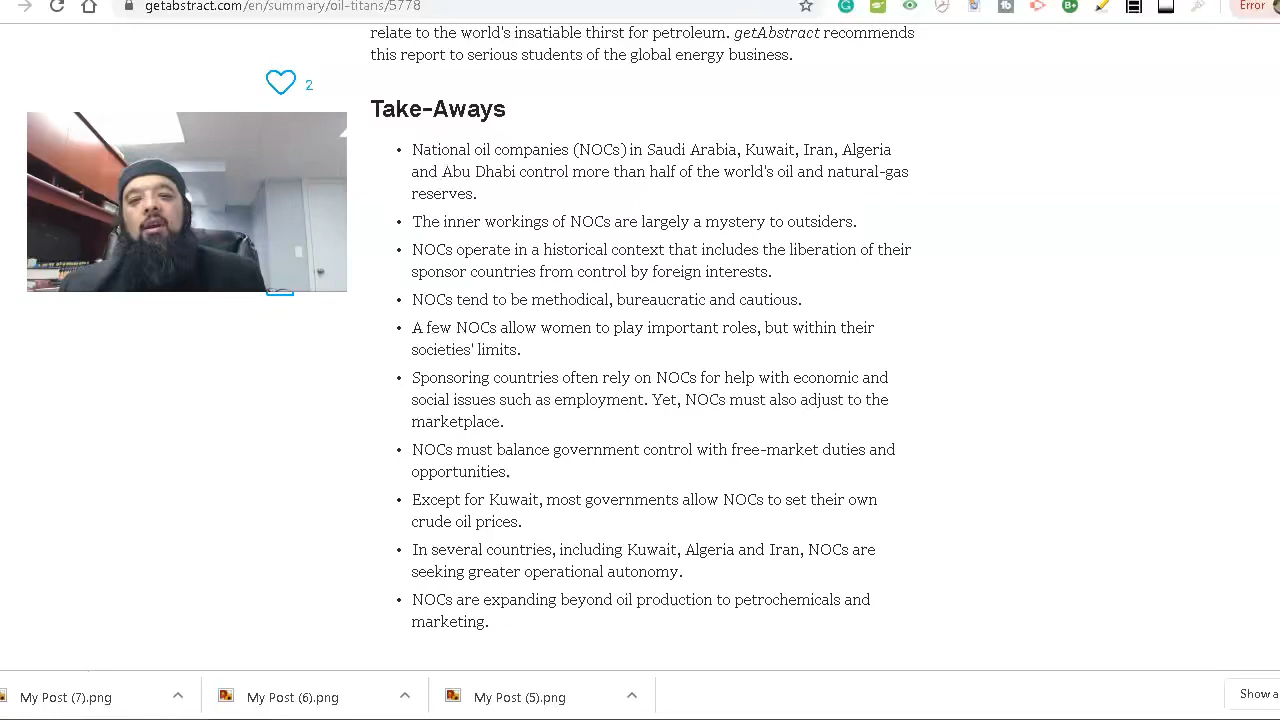 getabstract.com/en/summary/oil-titans/5778
Error
relate to the world's insatiable thirst for petroleum. getAbstract recommends
this report to serious students of the global energy business.
2
Take-Aways
• National oil companies (NOCs) in Saudi Arabia, Kuwait, Iran, Algeria
and Abu Dhabi control more than half of the world's oil and natural-gas
reserves.
• The inner workings of NOCs are largely a mystery to outsiders.
• NOCs operate in a historical context that includes the liberation of their
sponsor countries from control by foreign interests.
• NOCs tend to be methodical, bureaucratic and cautious.
• A few NOCs allow women to play important roles, but within their
societies' limits.
• Sponsoring countries often rely on NOCs for help with economic and
social issues such as employment. Yet, NOCs must also adjust to the
marketplace.
• NOCs must balance government control with free-market duties and
opportunities.
• Except for Kuwait, most governments allow NOCs to set their own
crude oil prices.
• In several countries, including Kuwait, Algeria and Iran, NOCs are
seeking greater operational autonomy.
• NOCs are expanding beyond oil production to petrochemicals and
marketing.
My Post (7).png
My Post (6).png
My Post (5).png
Show a